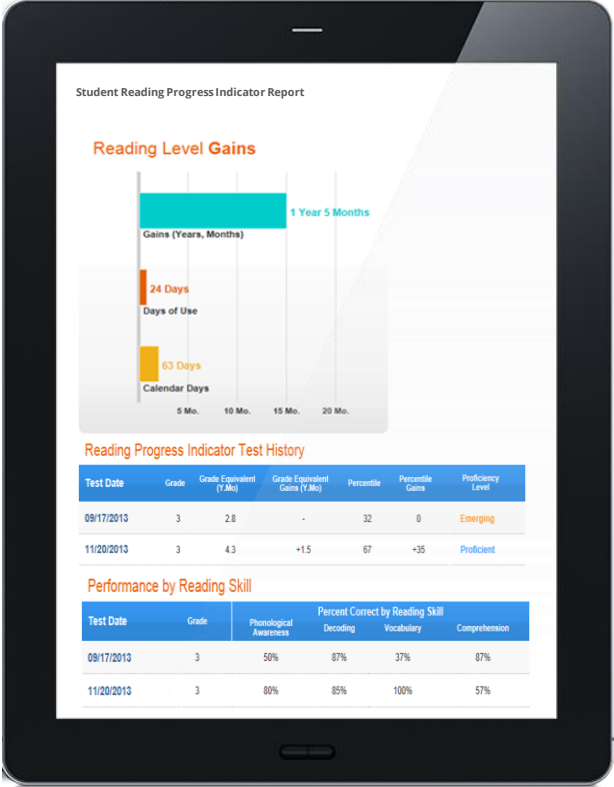 Student Reading Progress Indicator Report
Reading Level Gains
1 Year 5 Months
Gains (Years, Months)
24 Days
Days of Use
63 Days
Calendar Days
5 Mo. 10 Mo. 15 Mo. 20 Mo.
Reading Progress Indicator Test History
Test Date Grade Grade Equivalent (Y.Mo) Grade Equivalent Gains (Y.Mo) Percentile Percentile Gains Proficiency Level
09/17/2013 3 2.8 - 32 0 Emerging
11/20/2013 3 4.3 +1.5 67 +35 Proficient
Performance by Reading Skill
Percent Correct by Reading Skill
Test Date Grade Phonological Awareness Decoding Vocabulary Comprehension
09/17/2013 3 50% 87% 37% 87%
11/20/2013 3 80% 85% 100% 57%